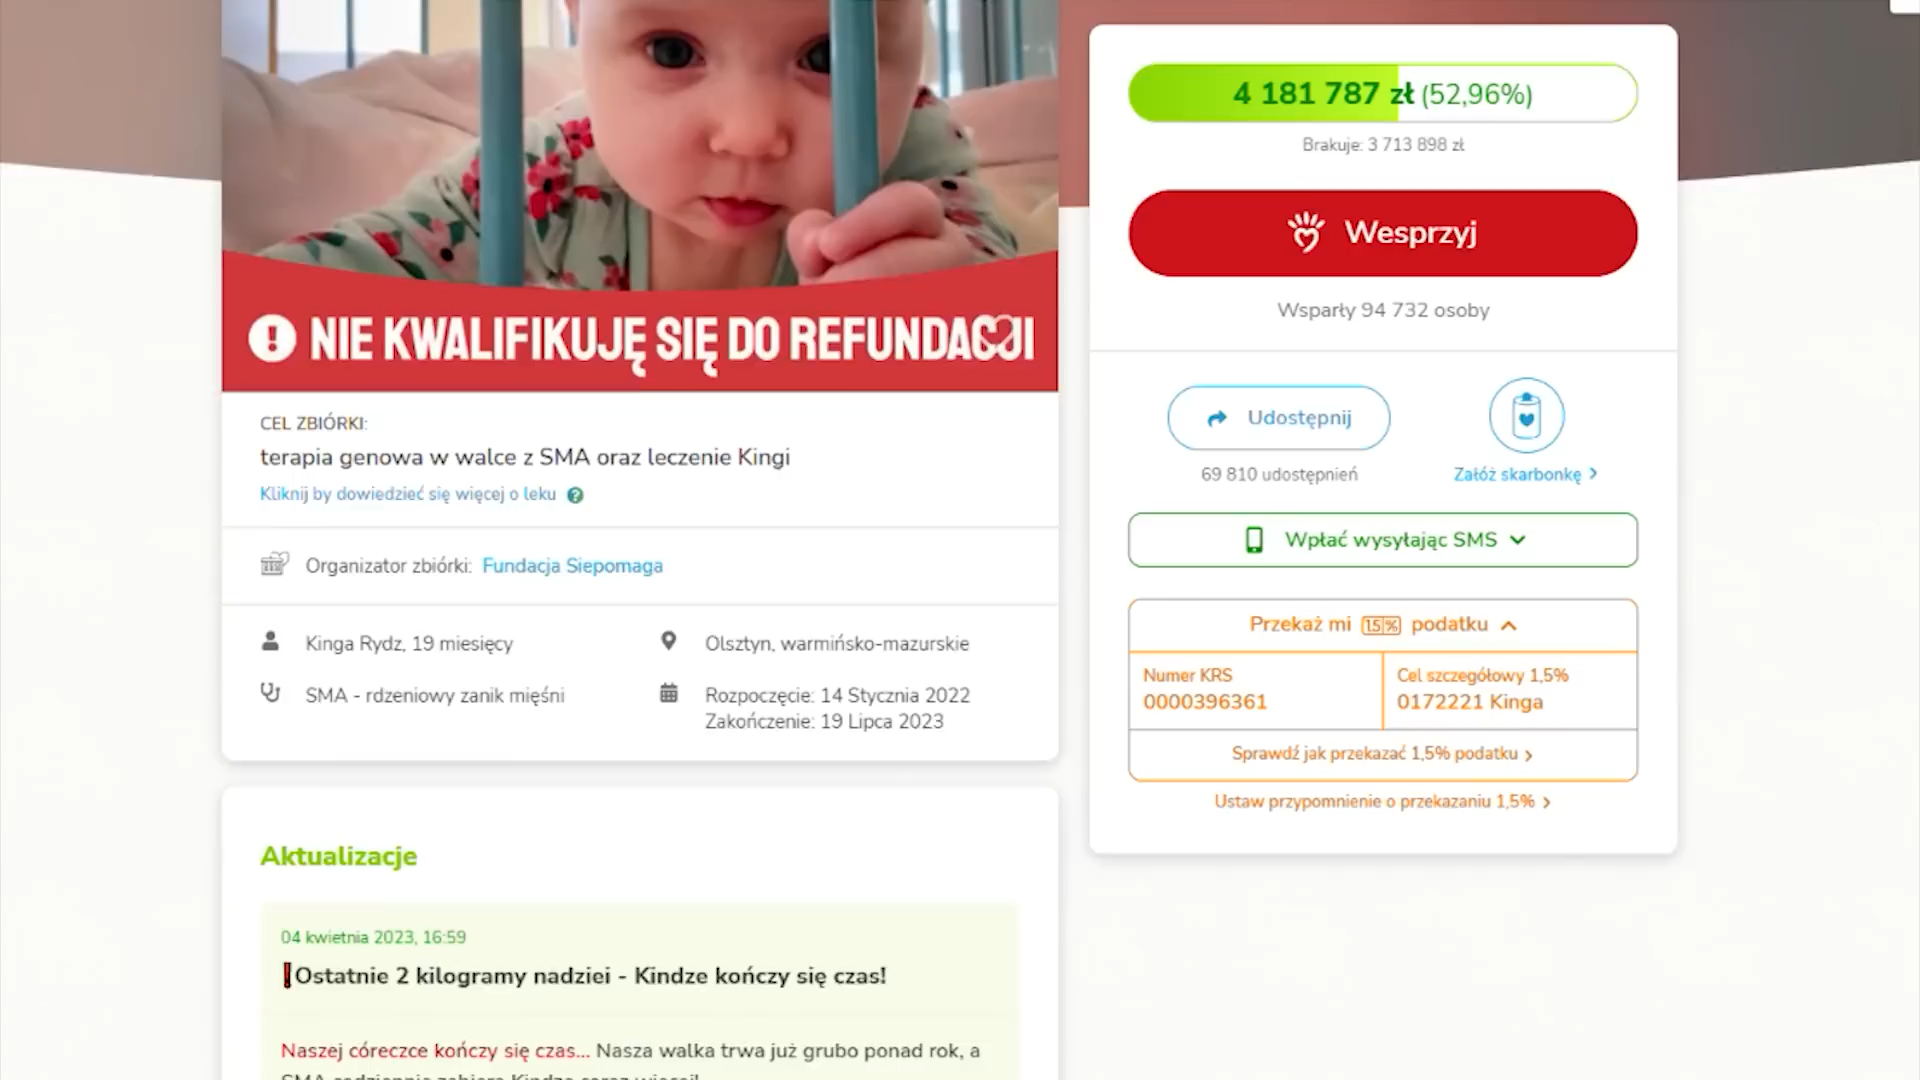 NIE KWALIFIKUJĘ SIĘ DO REFUNDACJI
CEL ZBIÓRKI:
terapia genowa w walce z SMA oraz leczenie Kingi
Kliknij by dowiedzieć się więcej o leku ?
Organizator zbiórki: Fundacja Siepomaga
Kinga Rydz, 19 miesięcy
Olsztyn, warmińsko-mazurskie
SMA - rdzeniowy zanik mięśni
Rozpoczęcie: 14 Stycznia 2022
Zakończenie: 19 Lipca 2023
Aktualizacje
04 kwietnia 2023, 16:59
❗Ostatnie 2 kilogramy nadziei - Kindze kończy się czas!
Naszej córeczce kończy się czas... Nasza walka trwa już grubo ponad rok, a
SMA codziennie zabiera Kindze coraz więcej!
4 181 787 zł (52,96%)
Brakuje: 3 713 898 zł
Wesprzyj
Wsparły 94 732 osoby
Udostępnij
69 810 udostępnień
Załóż skarbonkę
Wpłać wysyłając SMS
Przekaż mi 1,5% podatku
Numer KRS
0000396361
Cel szczegółowy 1,5%
0172221 Kinga
Sprawdź jak przekazać 1,5% podatku
Ustaw przypomnienie o przekazaniu 1,5%